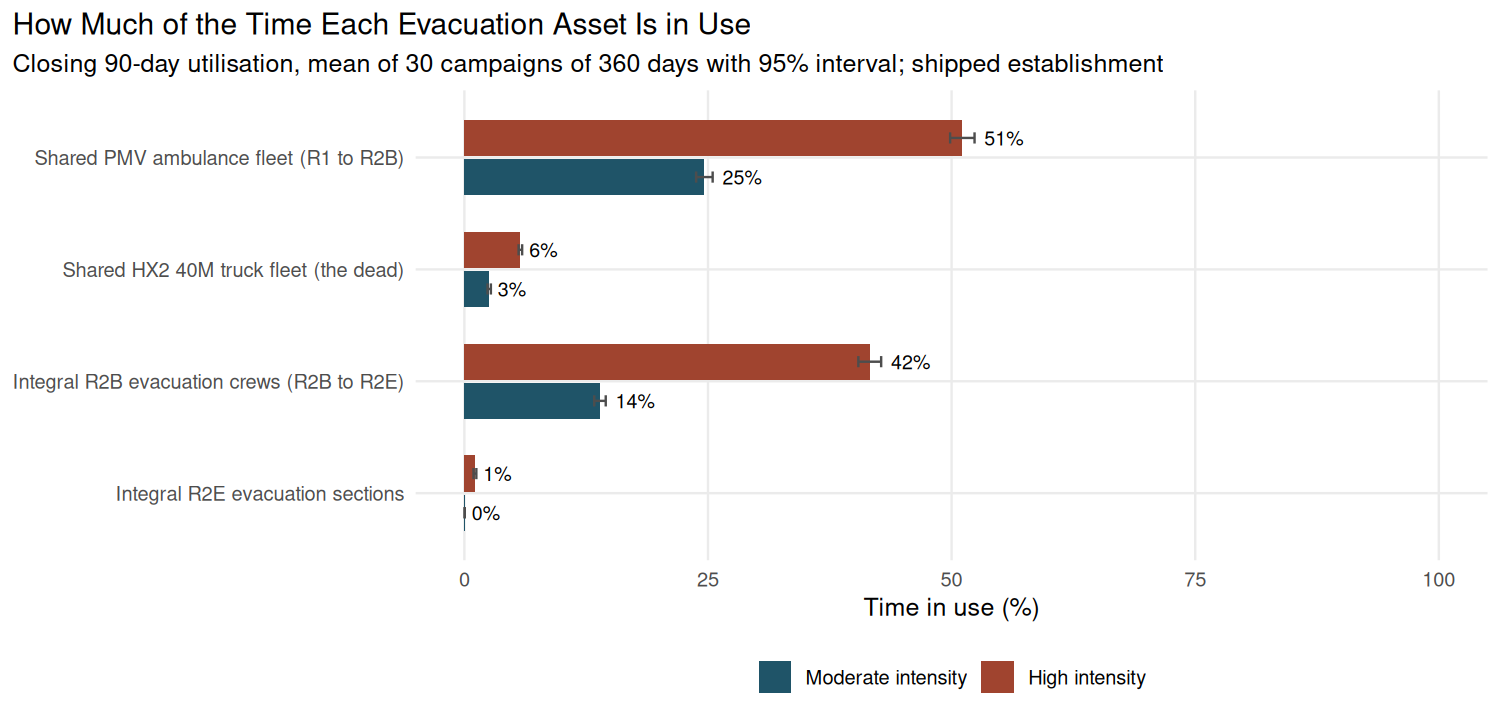 How Much of the Time Each Evacuation Asset Is in Use
Closing 90-day utilisation, mean of 30 campaigns of 360 days with 95% interval; shipped establishment
Shared PMV ambulance fleet (R1 to R2B)
51%
25%
Shared HX2 40M truck fleet (the dead)
6%
3%
Integral R2B evacuation crews (R2B to R2E)
42%
14%
Integral R2E evacuation sections
1%
0%
0 25 50 75 100
Time in use (%)
Moderate intensity High intensity